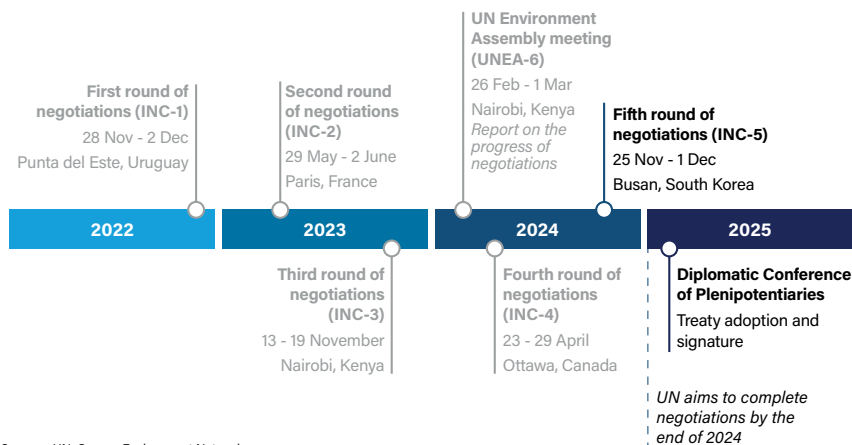 UN Environment
Assembly meeting
(UNEA-6)
26 Feb - 1 Mar
Nairobi, Kenya
Report on the
progress of
negotiations
First round of
negotiations (INC-1)
28 Nov - 2 Dec
Punta del Este, Uruguay
Second round
of negotiations
(INC-2)
29 May - 2 June
Paris, France
Fifth round of
negotiations (INC-5)
25 Nov - 1 Dec
Busan, South Korea
2022
2023
2024
2025
Third round of
negotiations
(INC-3)
13 - 19 November
Nairobi, Kenya
Fourth round of
negotiations
(INC-4)
23 - 29 April
Ottawa, Canada
Diplomatic Conference
of Plenipotentiaries
Treaty adoption and
signature
UN aims to complete
negotiations by the
end of 2024